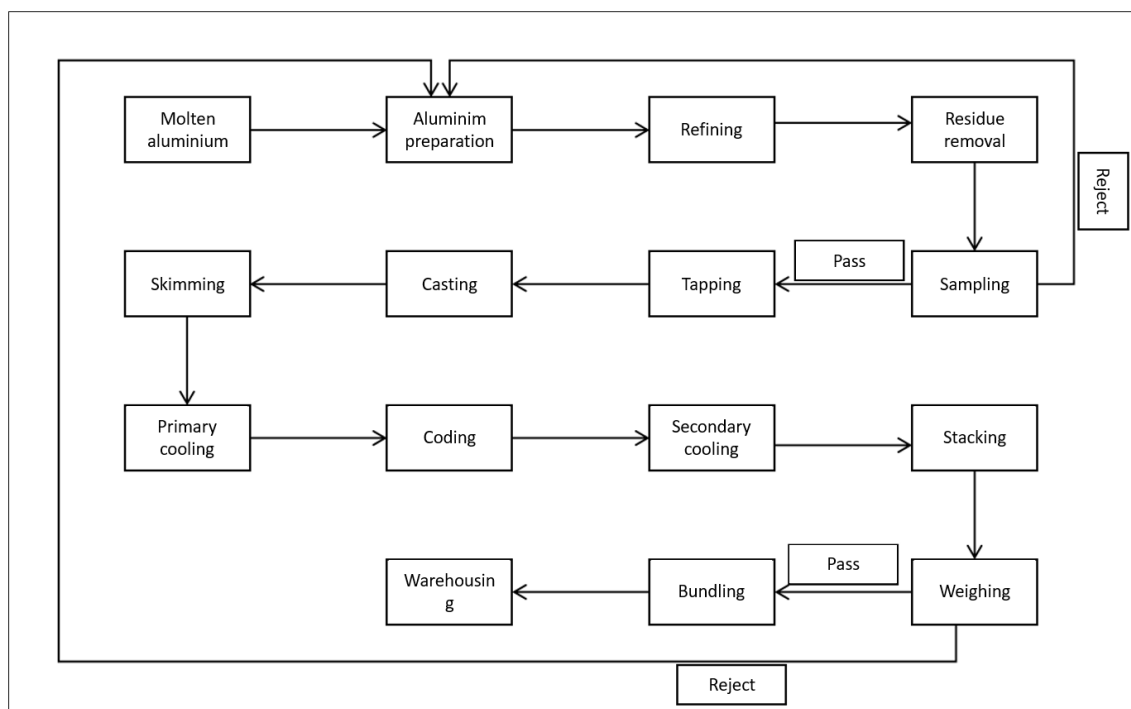 Molten
aluminium
Aluminim
preparation
Refining
Residue
removal
Reject
Skimming
Casting
Tapping
Pass
Sampling
Primary
cooling
Coding
Secondary
cooling
Stacking
Warehousin
g
Bundling
Pass
Weighing
Reject